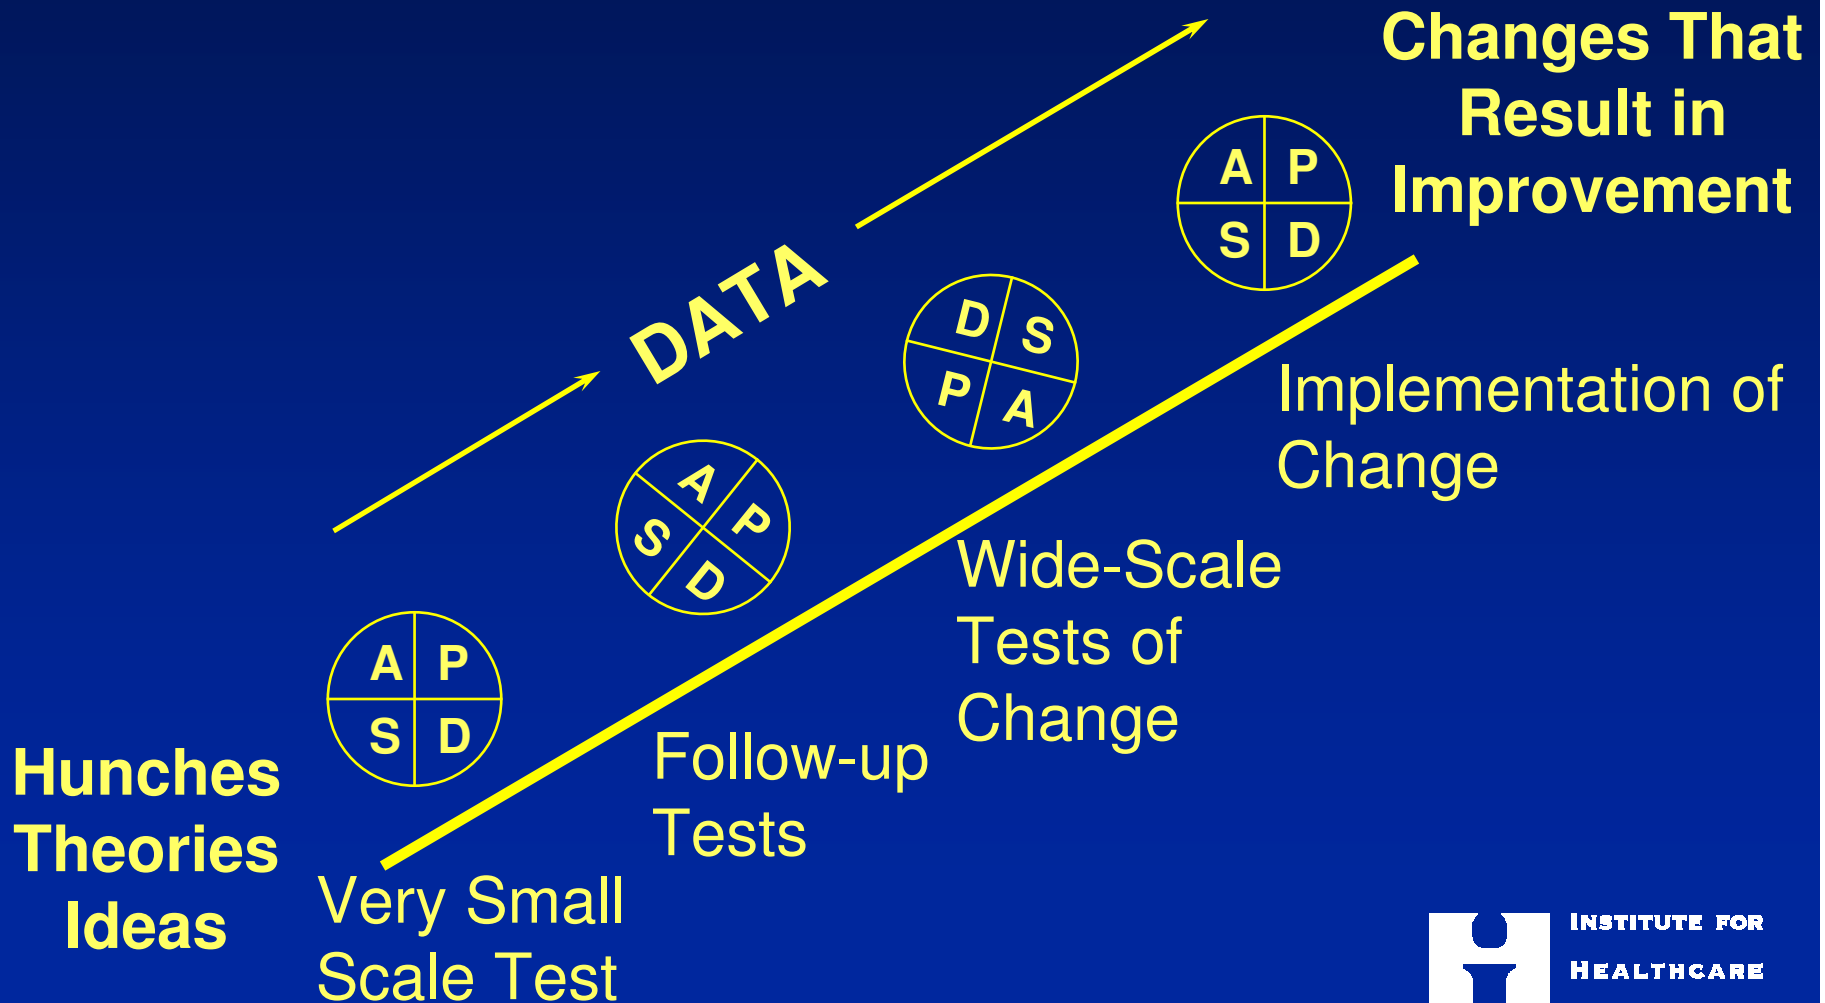 Changes That
Result in
Improvement
A P
S D
DATA
D S
P A
Implementation of
Change
A P
S D
Wide-Scale
Tests of
Change
A P
S D
Follow-up
Tests
Hunches
Theories
Ideas
Very Small
Scale Test
INSTITUTE FOR
HEALTHCARE